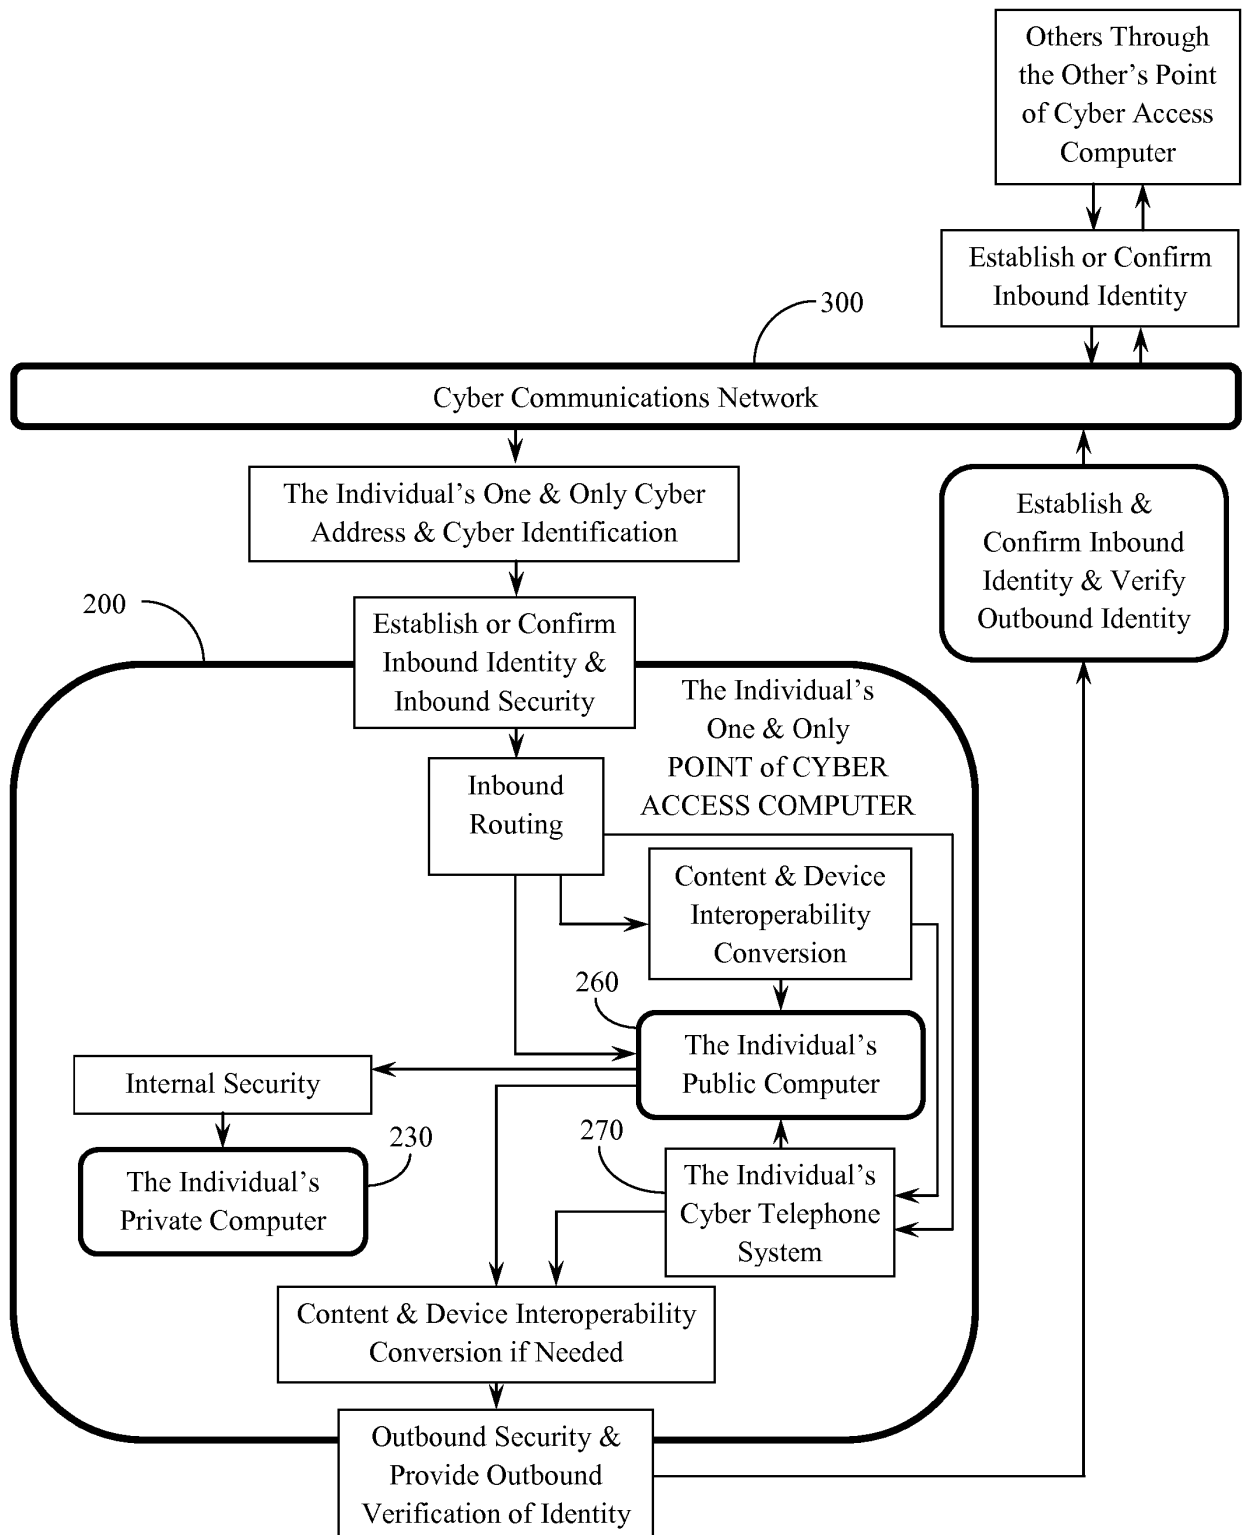 Others Through
the Other's Point
of Cyber Access
Computer
Establish or Confirm
Inbound Identity
300
Cyber Communications Network
The Individual's One & Only Cyber
Address & Cyber Identification
Establish &
Confirm Inbound
Identity & Verify
Outbound Identity
200
Establish or Confirm
Inbound Identity &
Inbound Security
The Individual's
One & Only
POINT of CYBER
ACCESS COMPUTER
Inbound
Routing
Content & Device
Interoperability
Conversion
260
The Individual's
Public Computer
Internal Security
230
The Individual's
Private Computer
270
The Individual's
Cyber Telephone
System
Content & Device Interoperability
Conversion if Needed
Outbound Security &
Provide Outbound
Verification of Identity